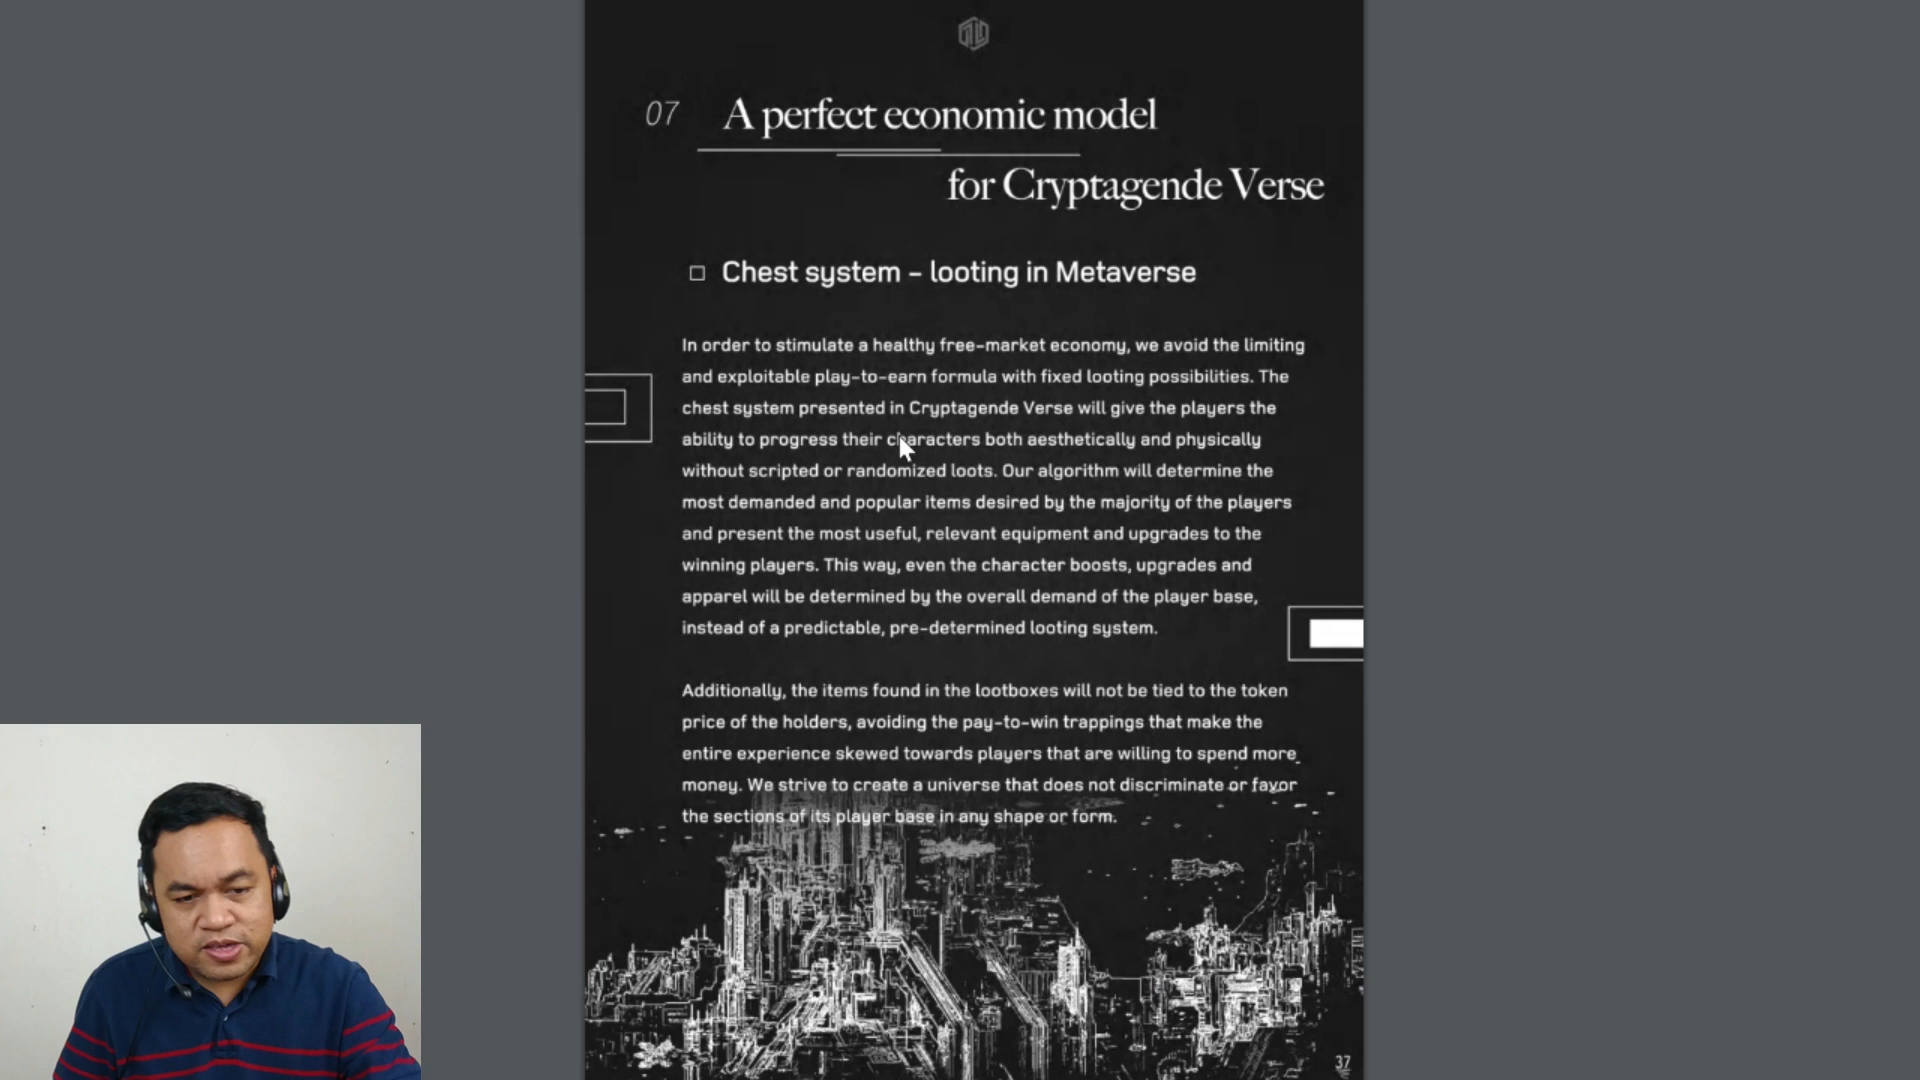 07 A perfect economic model
for Cryptagende Verse
Chest system – looting in Metaverse
In order to stimulate a healthy free-market economy, we avoid the limiting
and exploitable play-to-earn formula with fixed looting possibilities. The
chest system presented in Cryptagende Verse will give the players the
ability to progress their characters both aesthetically and physically
without scripted or randomized loots. Our algorithm will determine the
most demanded and popular items desired by the majority of the players
and present the most useful, relevant equipment and upgrades to the
winning players. This way, even the character boosts, upgrades and
apparel will be determined by the overall demand of the player base,
instead of a predictable, pre-determined looting system.
Additionally, the items found in the lootboxes will not be tied to the token
price of the holders, avoiding the pay-to-win trappings that make the
entire experience skewed towards players that are willing to spend more
money. We strive to create a universe that does not discriminate or favor
the sections of its player base in any shape or form.
37